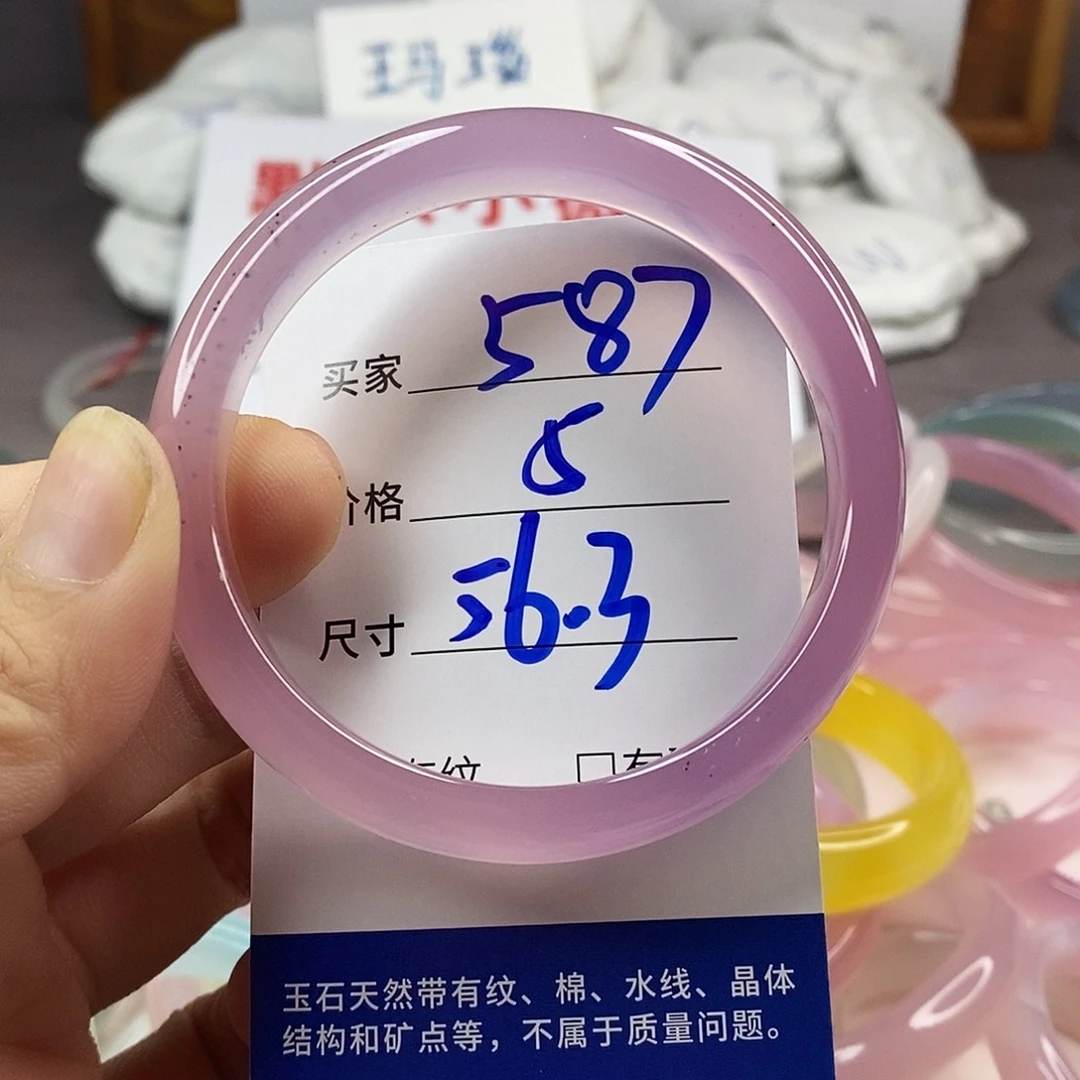 玛瑙
买家 587
价格 8
尺寸 56.3
玉石天然带有纹、棉、水线、晶体
结构和矿点等，不属于质量问题。